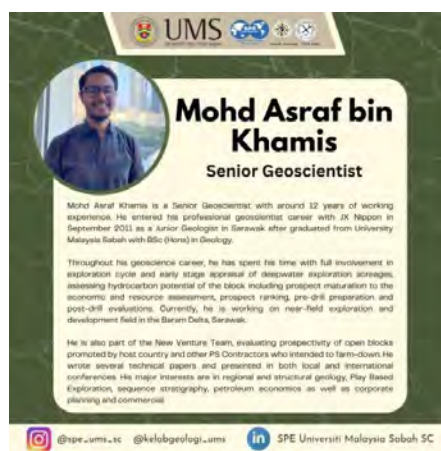 UMS
SPE
Mohd Asraf bin
Khamis
Senior Geoscientist
Mohd Asraf Khamis is a Senior Geoscientist with around 12 years of working
experience. He entered his professional geoscientist career with JX Nippon in
September 2011 as a Junior Geologist in Sarawak after graduated from University
Malaysia Sabah with BSc (Hons) in Geology.
Throughout his geoscience career, he has spent his time with full involvement in
exploration cycle and early stage appraisal of deepwater exploration acreages,
assessing hydrocarbon potential of the block including prospect maturation to the
economic and resource assessment, prospect ranking, pre-drill preparation and
post-drill evaluations. Currently, he is working on near-field exploration and
development field in the Baram Delta, Sarawak.
He is also part of the New Venture Team, evaluating prospectivity of open blocks
promoted by host country and other PS Contractors who intended to farm-down. He
wrote several technical papers and presented in both local and international
conferences. His major interests are in regional and structural geology, Play Based
Exploration, sequence stratigraphy, petroleum economics as well as corporate
planning and commercial.
@spe_ums_sc @kelabgeologi_ums in SPE Universiti Malaysia Sabah SC